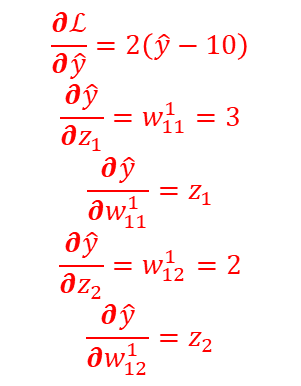 ∂ℒ/∂ŷ = 2(ŷ − 10)
∂ŷ/∂z₁ = w¹₁₁ = 3
∂ŷ/∂w¹₁₁ = z₁
∂ŷ/∂z₂ = w¹₁₂ = 2
∂ŷ/∂w¹₁₂ = z₂